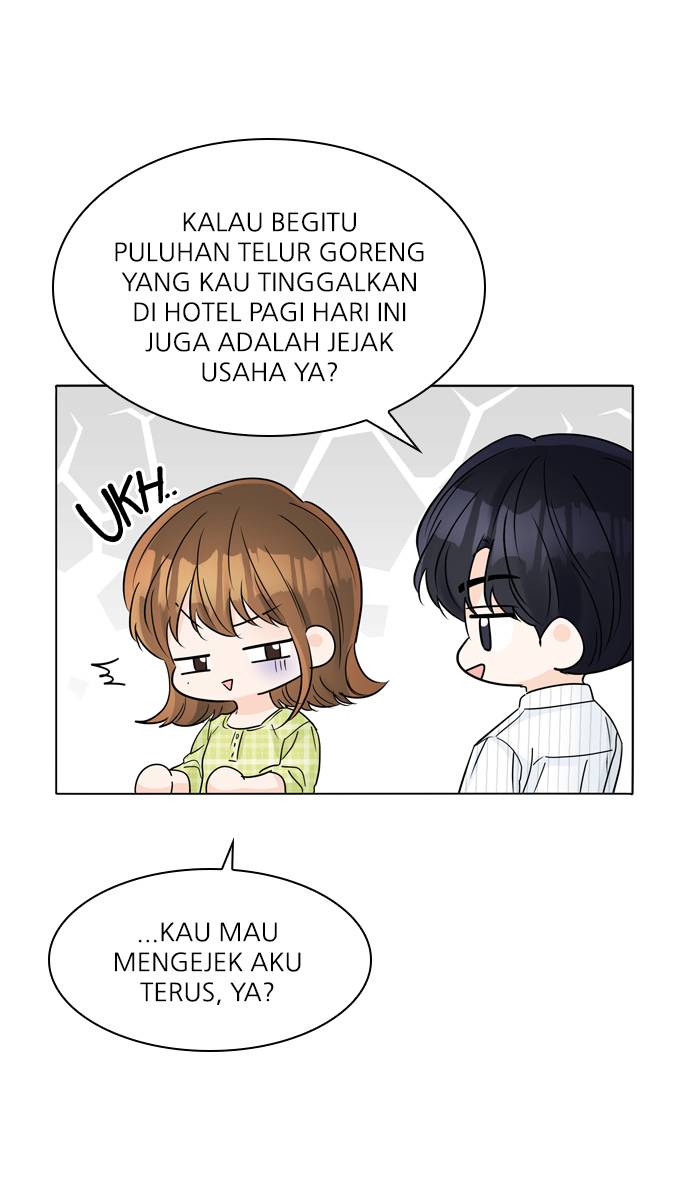 KALAU BEGITU
PULUHAN TELUR GORENG
YANG KAU TINGGALKAN
DI HOTEL PAGI HARI INI
JUGA ADALAH JEJAK
USAHA YA?
UKH..
...KAU MAU
MENGEJEK AKU
TERUS, YA?